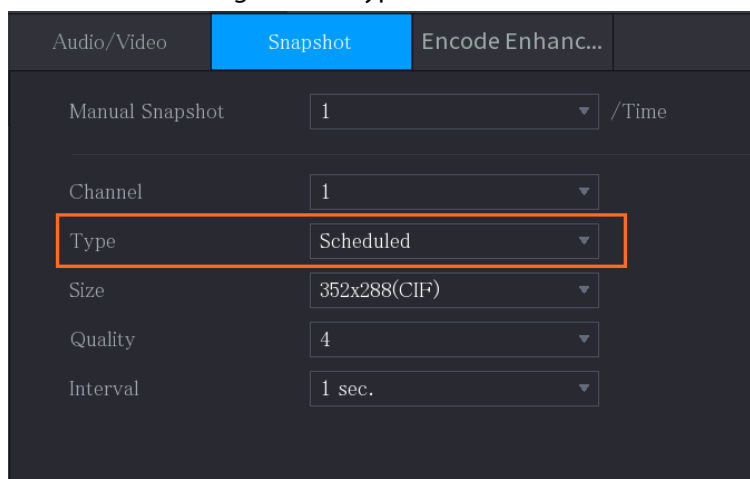 Audio/Video Snapshot Encode Enhanc...
Manual Snapshot 1 /Time
Channel 1
Type Scheduled
Size 352x288(CIF)
Quality 4
Interval 1 sec.